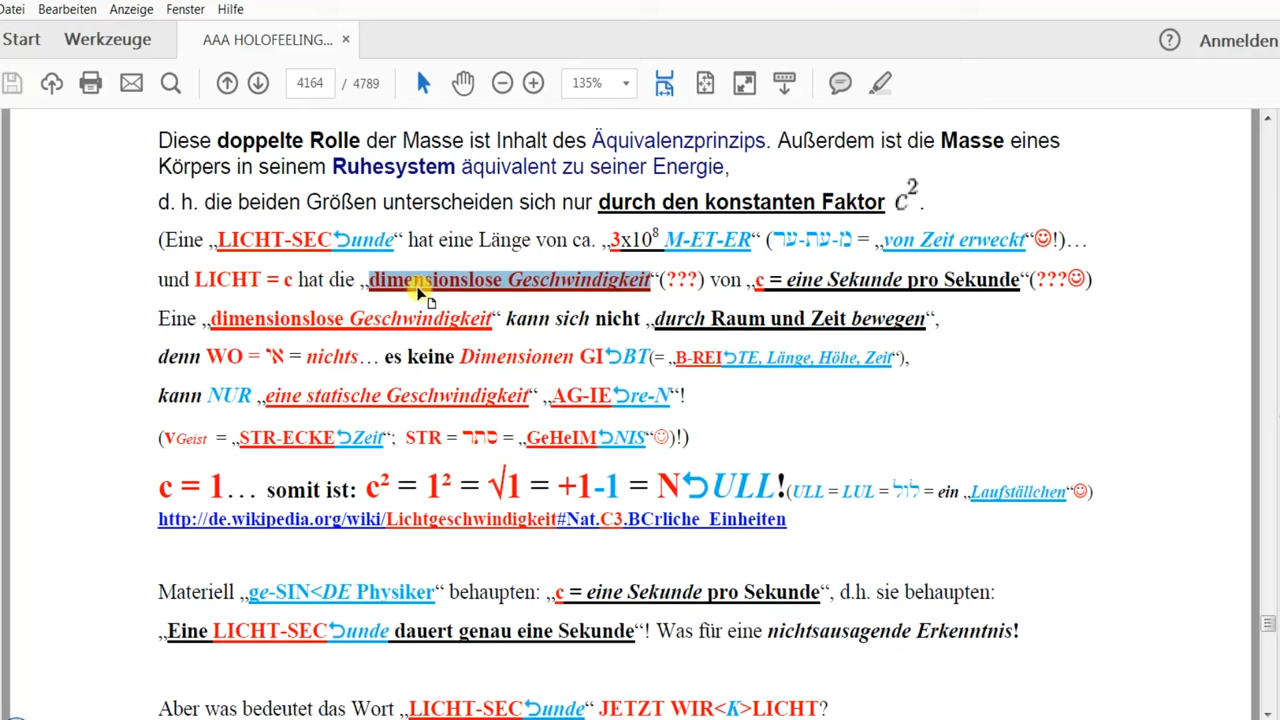 Datei Bearbeiten Anzeige Fenster Hilfe
Start Werkzeuge AAA HOLOFEELING... × ? Anmelden
4164 / 4789 135%
Diese doppelte Rolle der Masse ist Inhalt des Äquivalenzprinzips. Außerdem ist die Masse eines
Körpers in seinem Ruhesystem äquivalent zu seiner Energie,
d. h. die beiden Größen unterscheiden sich nur durch den konstanten Faktor c².
(Eine „LICHT-SEC⮌unde“ hat eine Länge von ca. „3x10⁸ M-ET-ER“ (מ-עת-ער = „von Zeit erweckt“☺!)…
und LICHT = c hat die „dimensionslose Geschwindigkeit“(???) von „c = eine Sekunde pro Sekunde“(???☺)
Eine „dimensionslose Geschwindigkeit“ kann sich nicht „durch Raum und Zeit bewegen“,
denn WO = אי = nichts… es keine Dimensionen GI⮌BT(= „B-REI⮌TE, Länge, Höhe, Zeit“),
kann NUR „eine statische Geschwindigkeit“ „AG-IE⮌re-N“!
(vGeist = „STR-ECKE⮌Zeit“; STR = סתר = „GeHeIM⮌NIS“☺)!)
c = 1… somit ist: c² = 1² = √1 = +1-1 = N⮌ULL!(ULL = LUL = לול = ein „Laufställchen“☺)
http://de.wikipedia.org/wiki/Lichtgeschwindigkeit#Nat.C3.BCrliche_Einheiten
Materiell „ge-SIN<DE Physiker“ behaupten: „c = eine Sekunde pro Sekunde“, d.h. sie behaupten:
„Eine LICHT-SEC⮌unde dauert genau eine Sekunde“! Was für eine nichtsausagende Erkenntnis!
Aber was bedeutet das Wort „LICHT-SEC⮌unde“ JETZT WIR<K>LICHT?